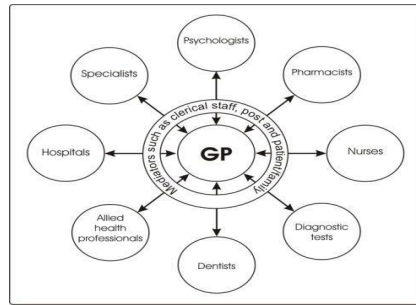 Psychologists
Specialists
Pharmacists
Mediators such as clerical staff, post and patient/family
Hospitals
GP
Nurses
Allied
health
professionals
Diagnostic
tests
Dentists